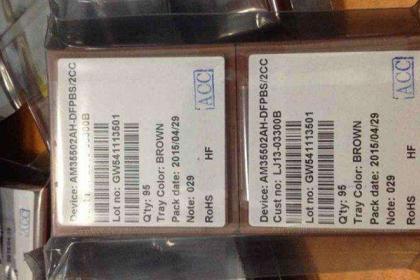 Device: AM35502AH-DFPBS/2CC
03300B
Lot no: GW541113501
Q'ty: 95
Tray Color: BROWN
Pack date: 2015/04/29
Note: 029
RoHS HF
ACC
Device: AM35502AH-DFPBS/2CC
Cust no: LJ13-03300B
Lot no: GW541113501
Q'ty: 95
Tray Color: BROWN
Pack date: 2015/04/29
Note: 029
RoHS HF
ACC
ACC